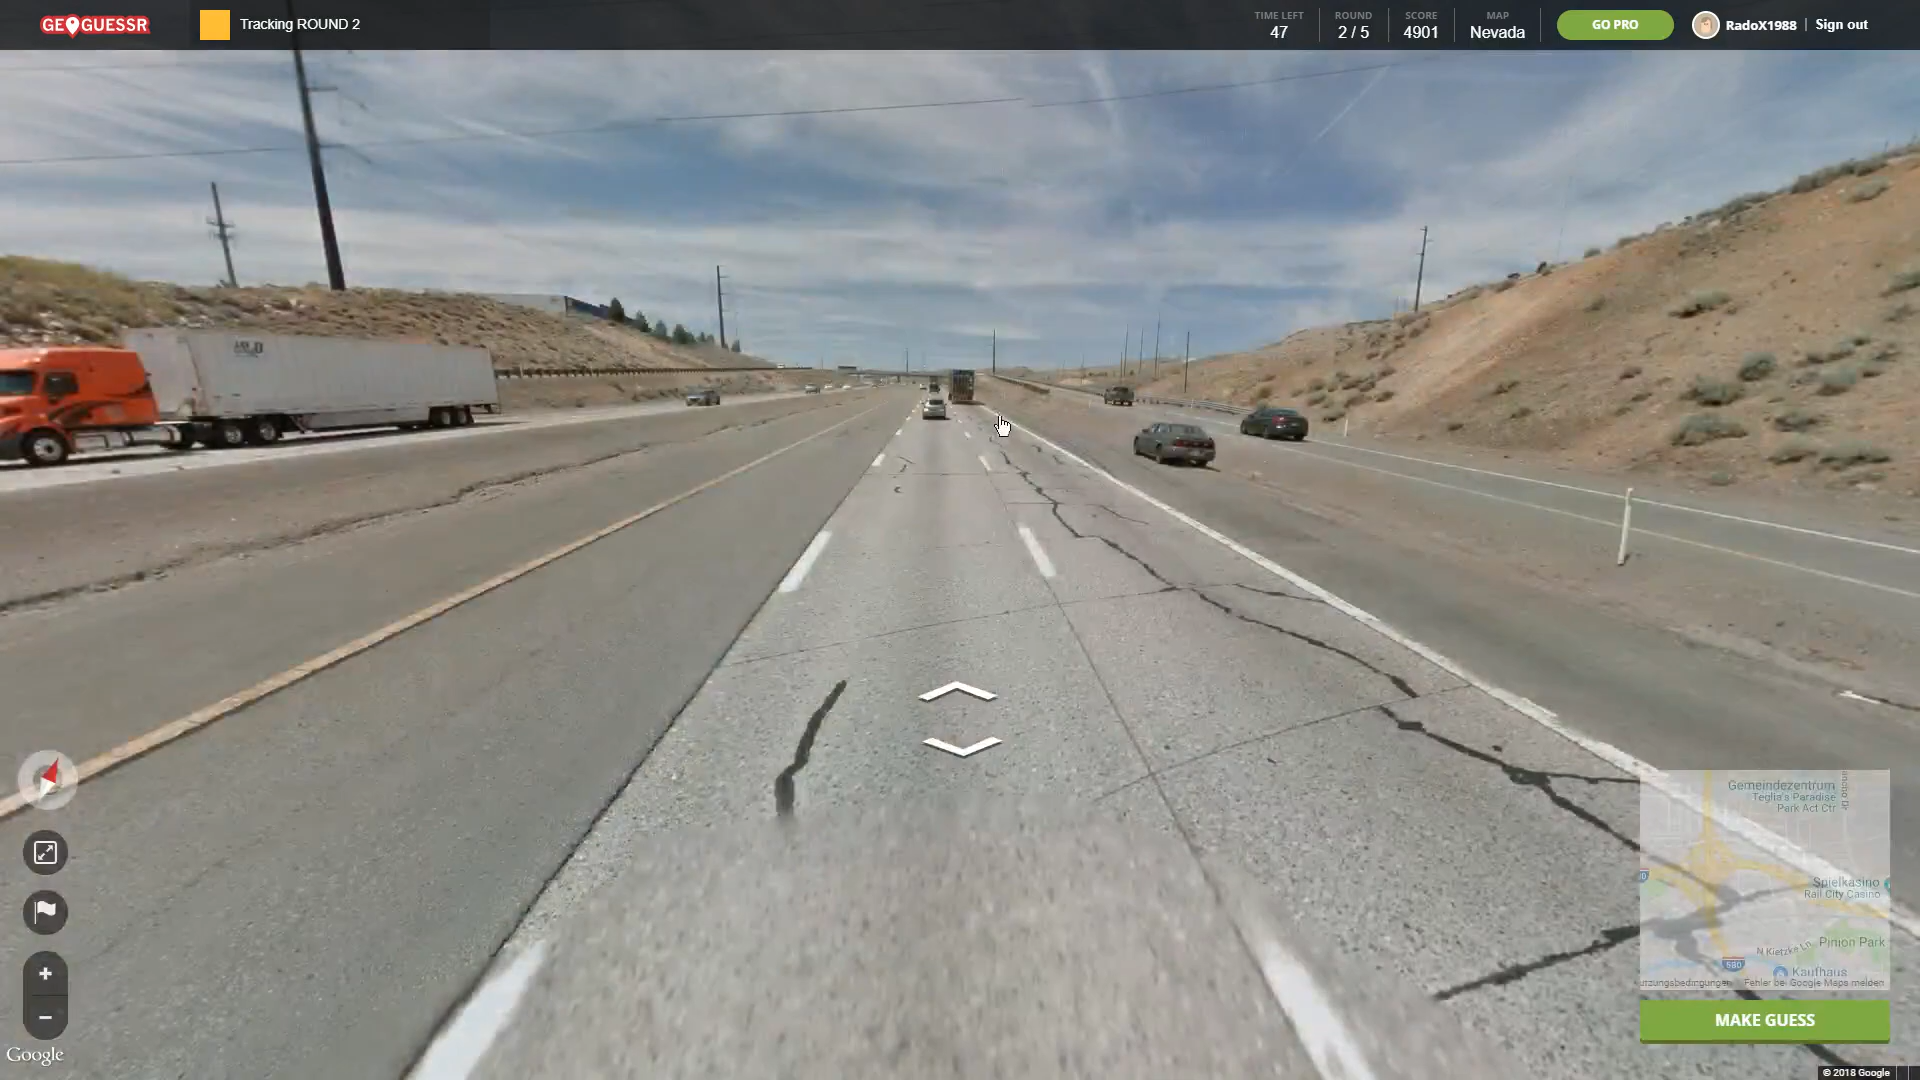 GEOGUESSR
Tracking ROUND 2
TIME LEFT
47
ROUND
2 / 5
SCORE
4901
MAP
Nevada
GO PRO
RadoX1988
Sign out
Gemeindezentrum
Teglia's Paradise
Park Act Ctr
Spielkasino
Rail City Casino
N Kietzke Ln
Pinion Park
580
Kaufhaus
Fehler bei Google Maps melden
MAKE GUESS
Google
© 2018 Google